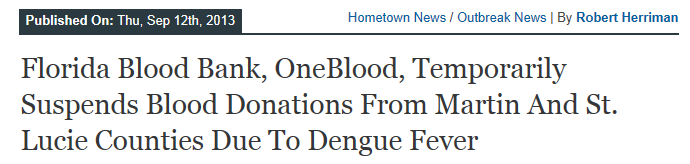 Published On: Thu, Sep 12th, 2013
Hometown News / Outbreak News | By Robert Herriman
Florida Blood Bank, OneBlood, Temporarily
Suspends Blood Donations From Martin And St.
Lucie Counties Due To Dengue Fever